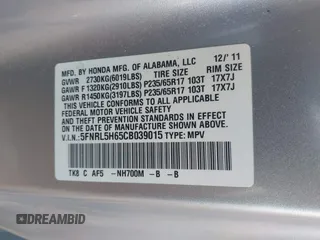 MFD. BY HONDA MFG. OF ALABAMA, LLC 12/'11
GVWR 2730KG(6019LBS) TIRE SIZE RIM SIZE
GAWR F 1320KG(2910LBS) P235/65R17 103T 17X7J
GAWR R1450KG(3197LBS) P235/65R17 103T 17X7J
THIS VEHICLE CONFORMS TO ALL APPLICABLE
FEDERAL MOTOR VEHICLE SAFETY AND THEFT
PREVENTION STANDARDS IN EFFECT ON THE
DATE OF MANUFACTURE SHOWN ABOVE.
V.I.N.: 5FNRL5H65CB039015 TYPE: MPV
TK8 C AF5 -NH700M -B -B
STREAMBID